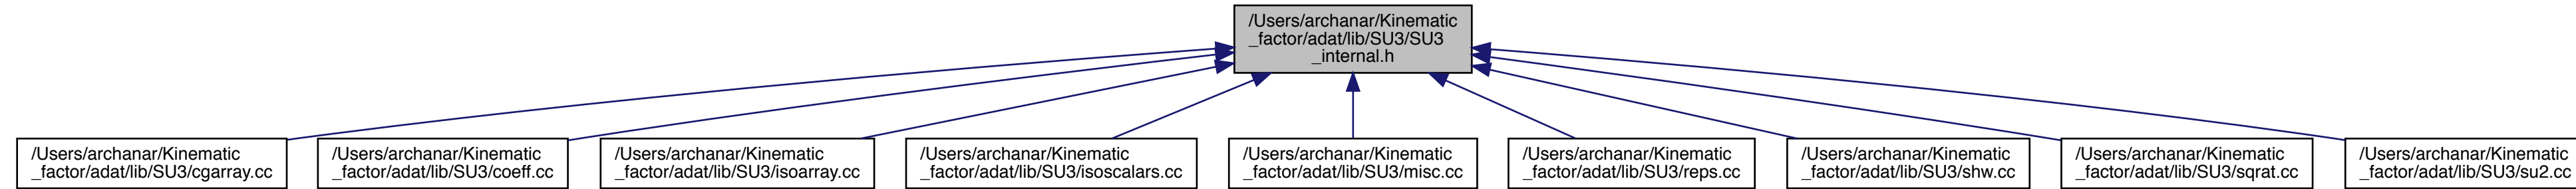 /Users/archanar/Kinematic
_factor/adat/lib/SU3/SU3
_internal.h
/Users/archanar/Kinematic
_factor/adat/lib/SU3/cgarray.cc
/Users/archanar/Kinematic
_factor/adat/lib/SU3/coeff.cc
/Users/archanar/Kinematic
_factor/adat/lib/SU3/isoarray.cc
/Users/archanar/Kinematic
_factor/adat/lib/SU3/isoscalars.cc
/Users/archanar/Kinematic
_factor/adat/lib/SU3/misc.cc
/Users/archanar/Kinematic
_factor/adat/lib/SU3/reps.cc
/Users/archanar/Kinematic
_factor/adat/lib/SU3/shw.cc
/Users/archanar/Kinematic
_factor/adat/lib/SU3/sqrat.cc
/Users/archanar/Kinematic
_factor/adat/lib/SU3/su2.cc